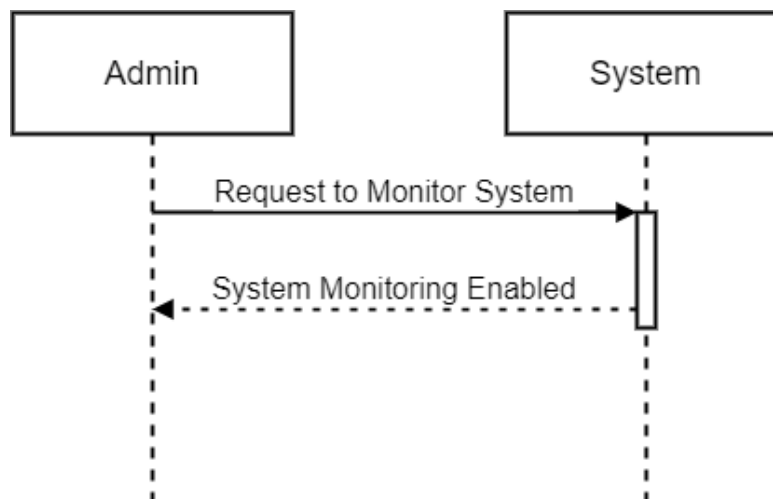 Admin
System
Request to Monitor System
System Monitoring Enabled